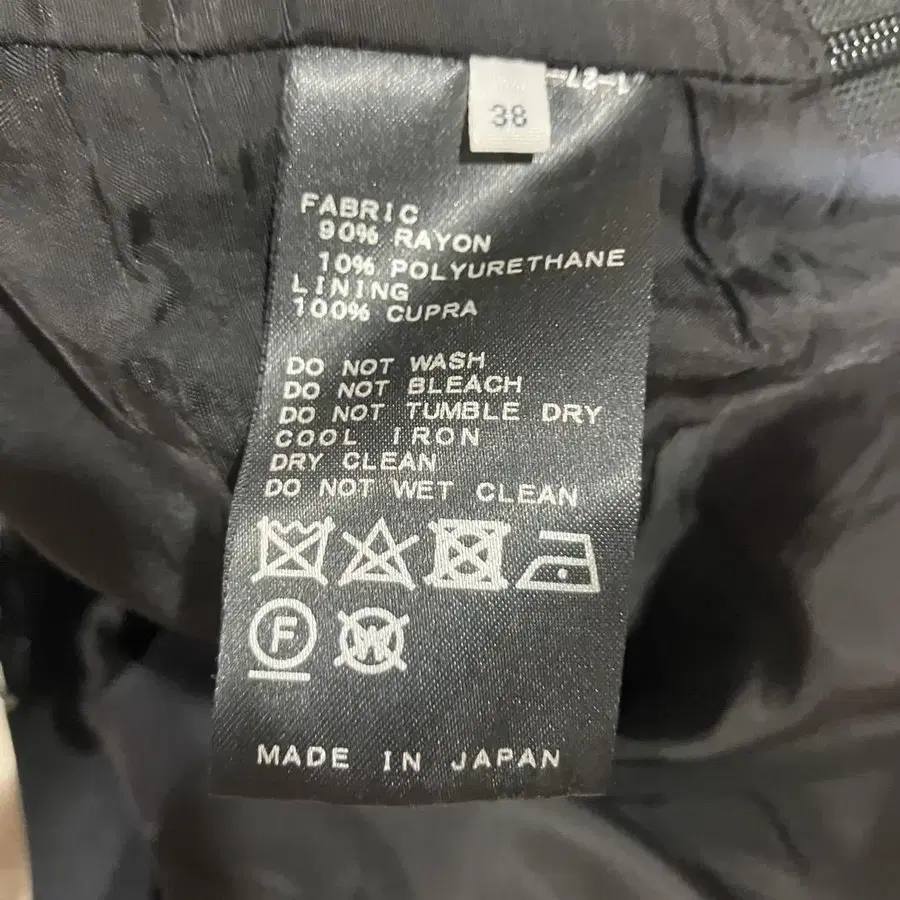 38
FABRIC
90% RAYON
10% POLYURETHANE
LINING
100% CUPRA
DO NOT WASH
DO NOT BLEACH
DO NOT TUMBLE DRY
COOL IRON
DRY CLEAN
DO NOT WET CLEAN
F W
MADE IN JAPAN